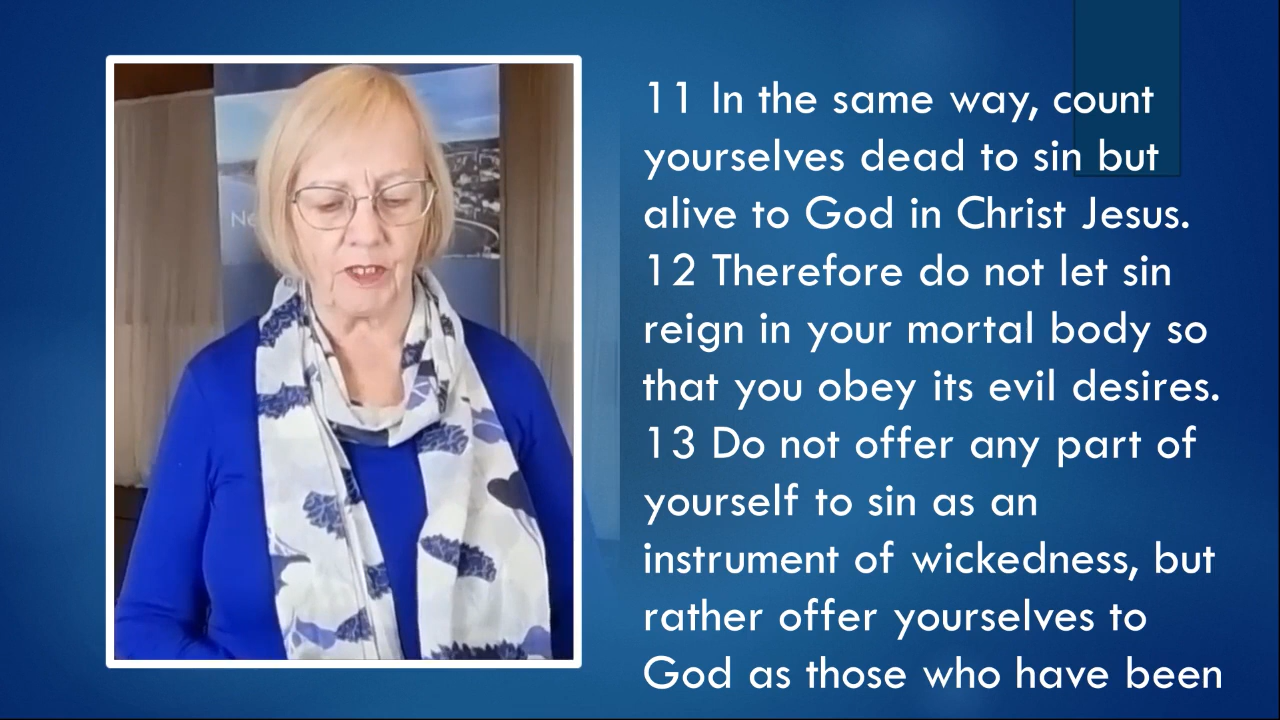 11 In the same way, count
yourselves dead to sin but
alive to God in Christ Jesus.
12 Therefore do not let sin
reign in your mortal body so
that you obey its evil desires.
13 Do not offer any part of
yourself to sin as an
instrument of wickedness, but
rather offer yourselves to
God as those who have been